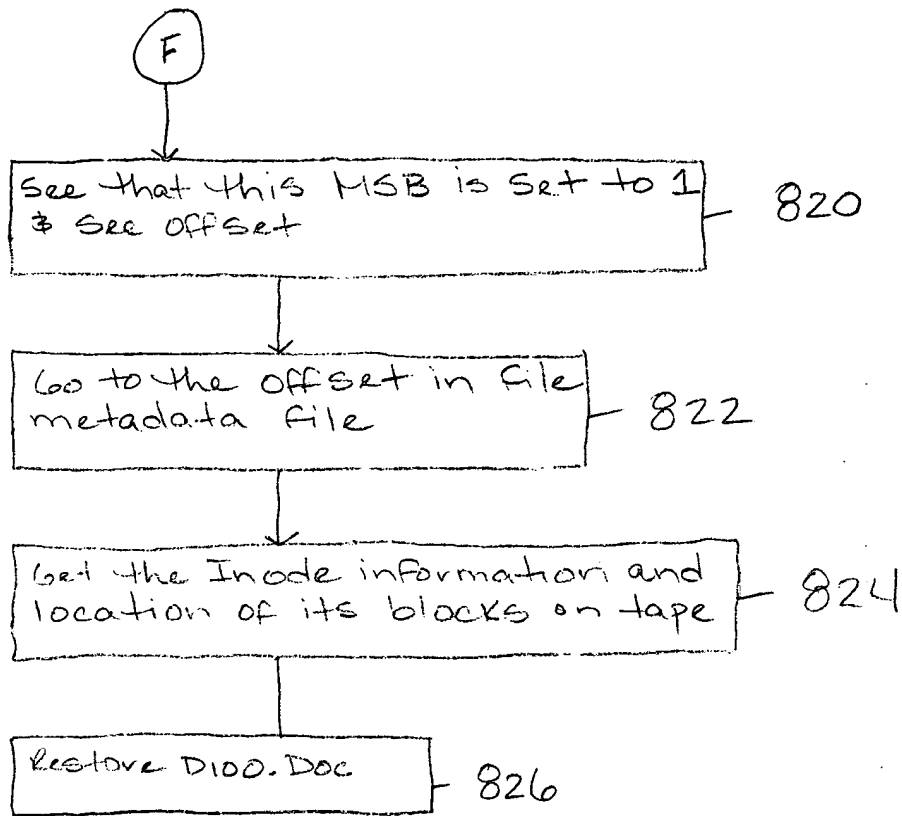 F
See that this MSB is set to 1 820
& see offset
Go to the offset in file
metadata file 822
Get the Inode information and
location of its blocks on tape 824
Restore D100.Doc 826